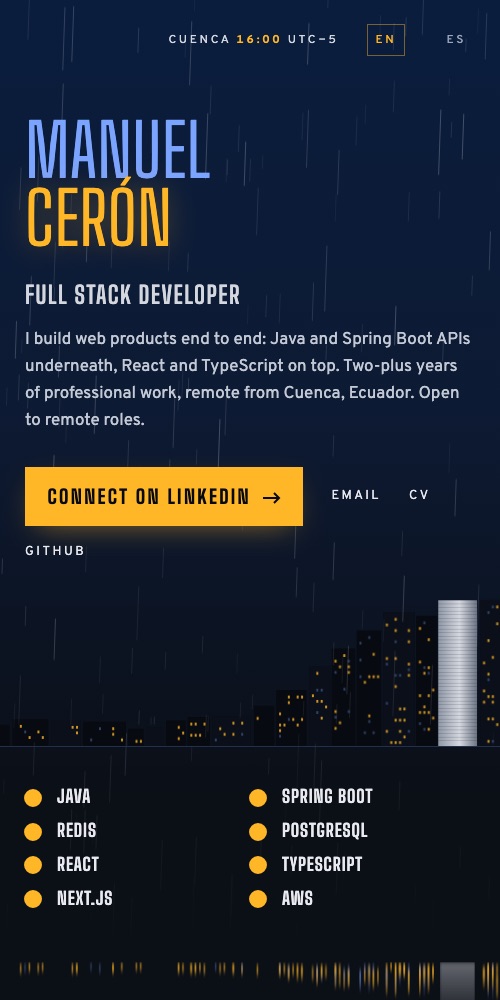 CUENCA 16:00 UTC−5 EN ES
MANUEL
CERÓN
FULL STACK DEVELOPER
I build web products end to end: Java and Spring Boot APIs
underneath, React and TypeScript on top. Two-plus years
of professional work, remote from Cuenca, Ecuador. Open
to remote roles.
CONNECT ON LINKEDIN → EMAIL CV
GITHUB
JAVA SPRING BOOT
REDIS POSTGRESQL
REACT TYPESCRIPT
NEXT.JS AWS